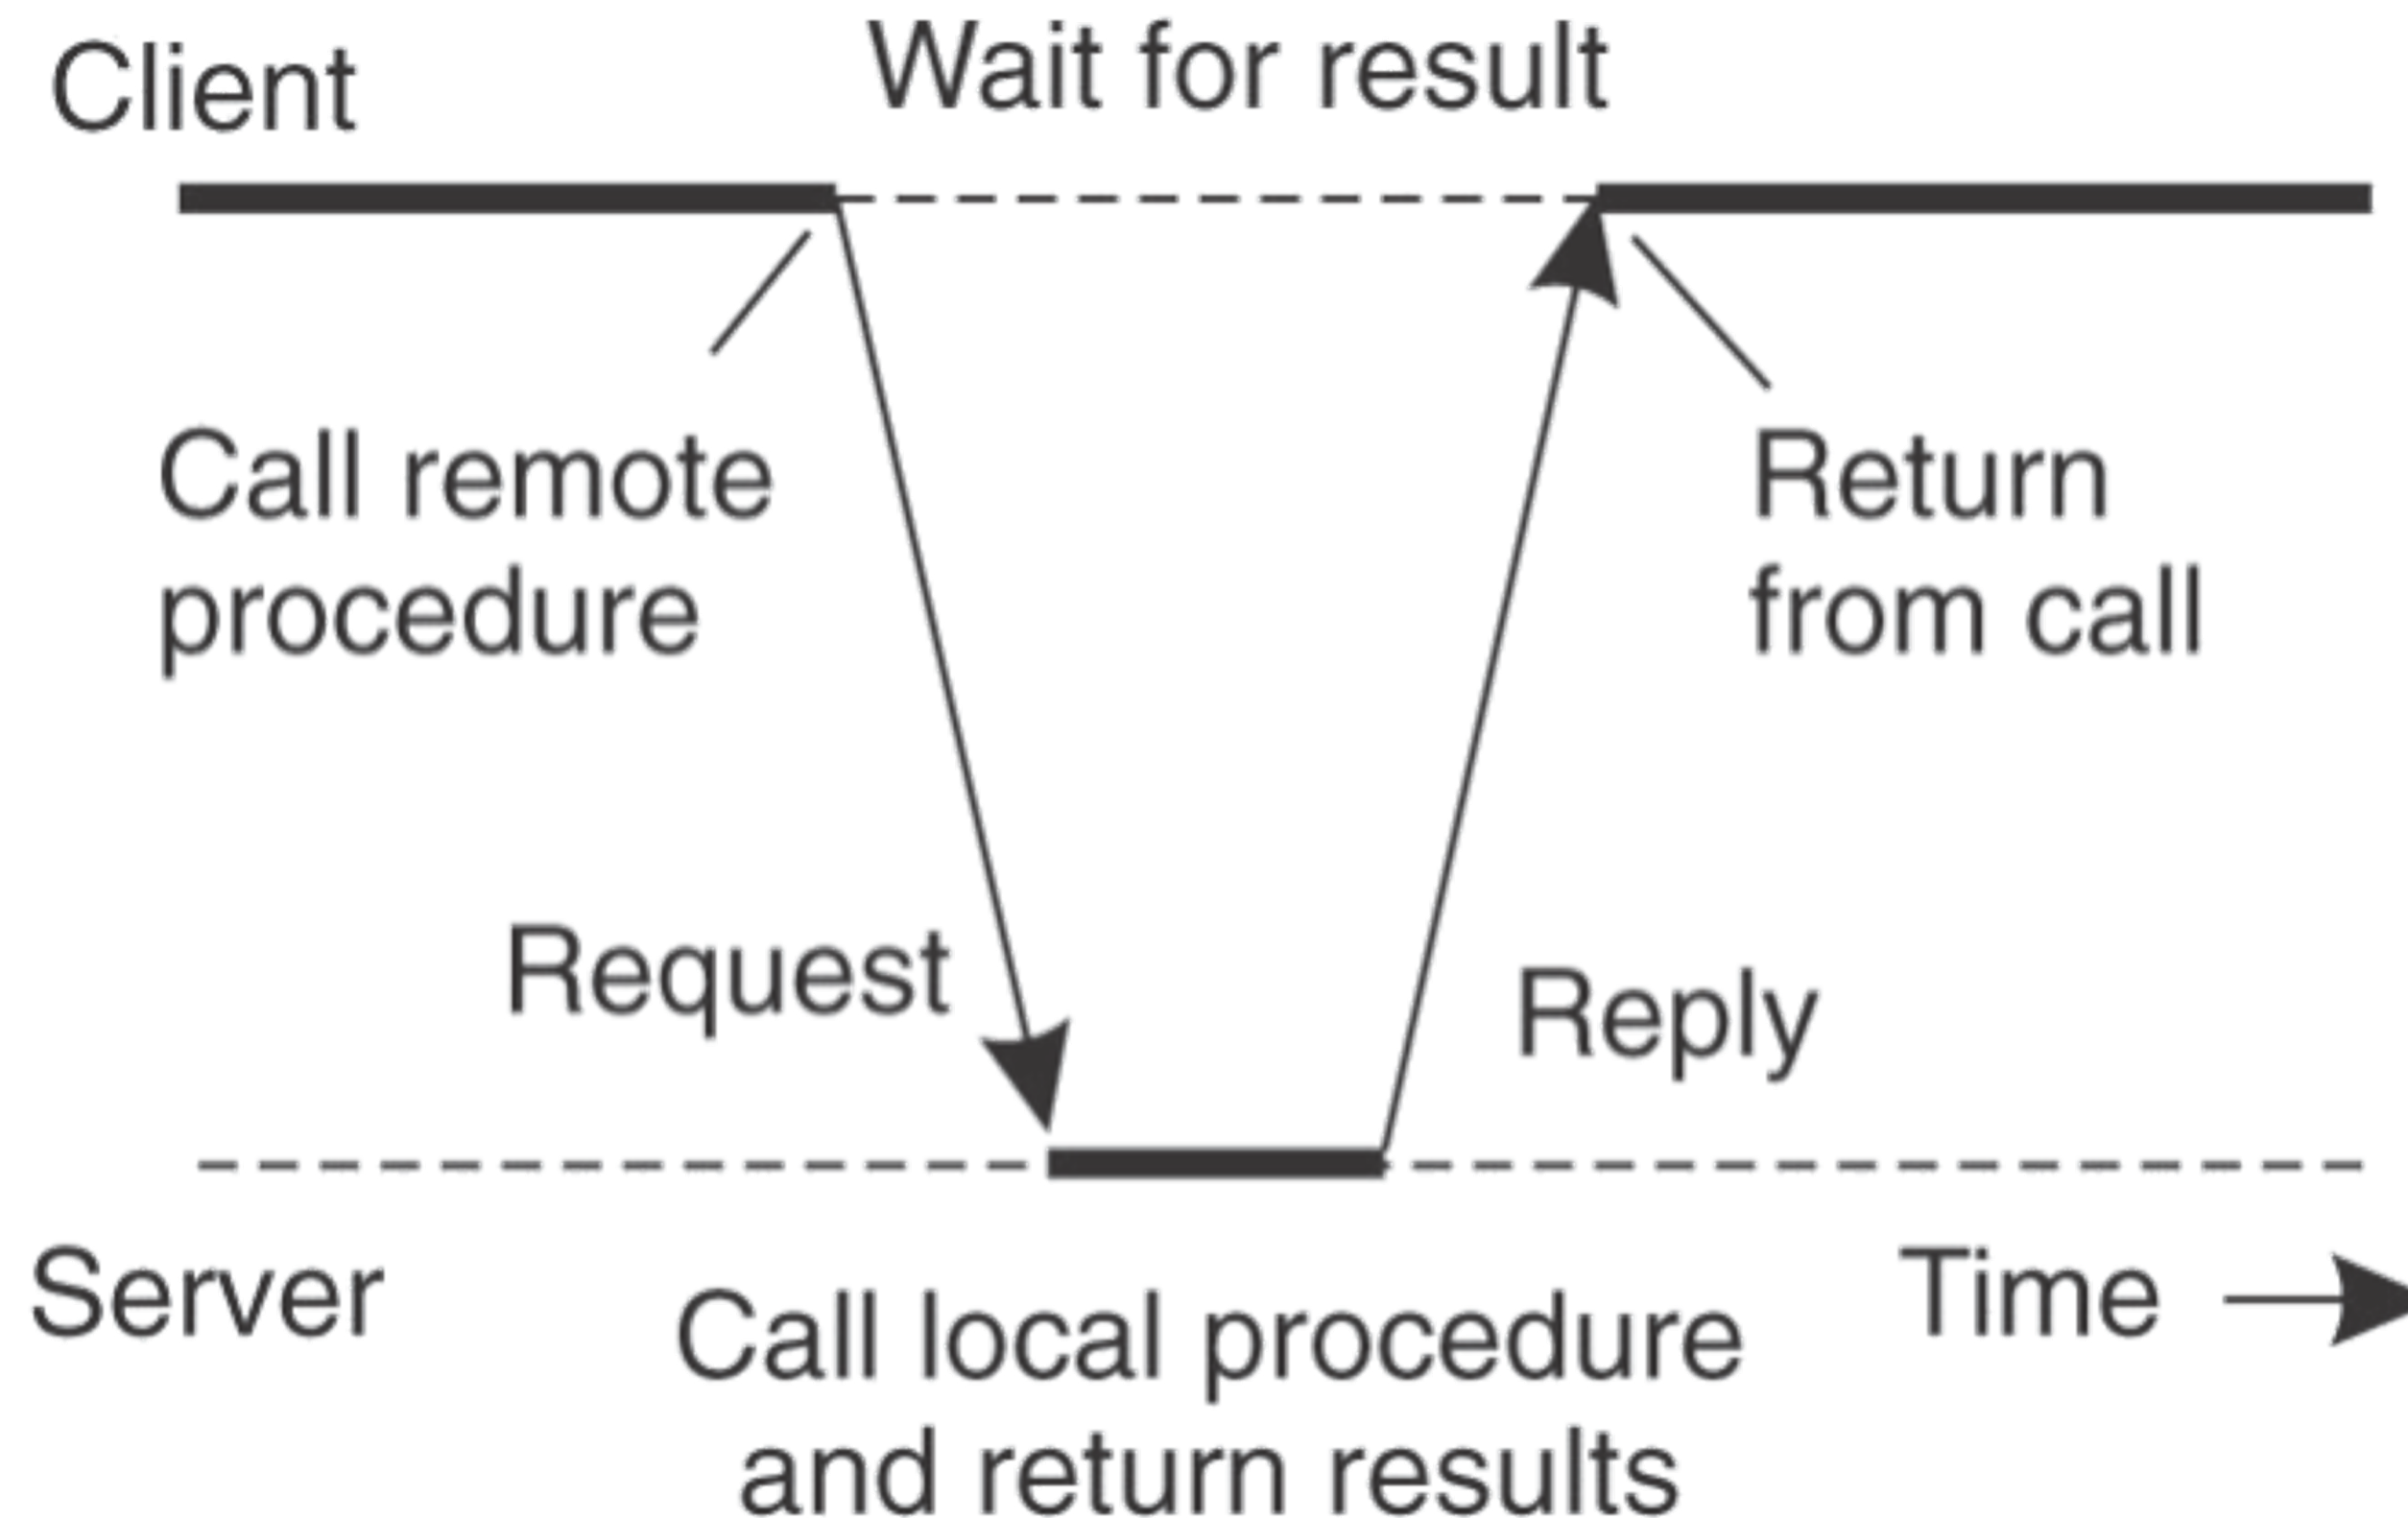 Client
Wait for result
Call remote
procedure
Return
from call
Request
Reply
Server
Time
Call local procedure
and return results